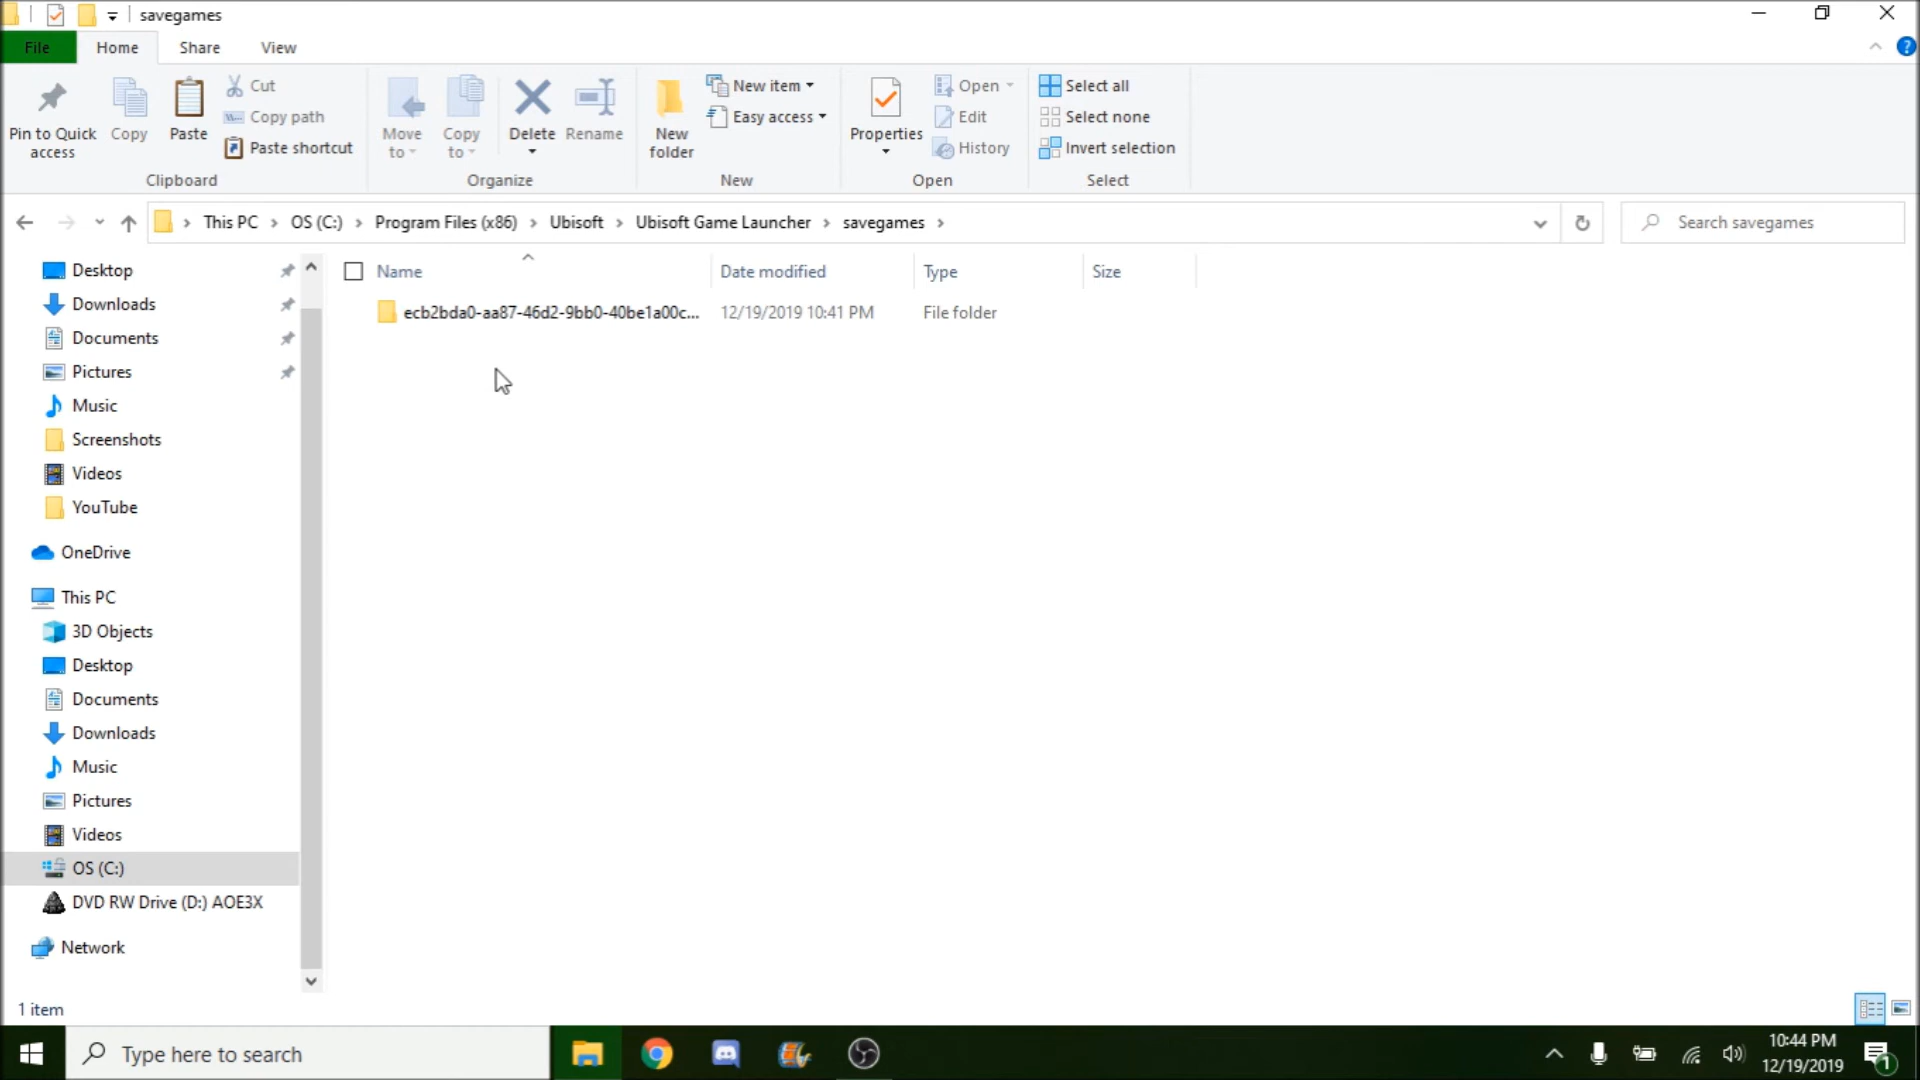 savegames
File Home Share View
Pin to Quick access
Copy
Paste
Cut
Copy path
Paste shortcut
Clipboard
Move to
Copy to
Delete
Rename
Organize
New folder
New item
Easy access
New
Properties
Open
Edit
History
Open
Select all
Select none
Invert selection
Select
This PC > OS (C:) > Program Files (x86) > Ubisoft > Ubisoft Game Launcher > savegames >
Search savegames
Name Date modified Type Size
ecb2bda0-aa87-46d2-9bb0-40be1a00c... 12/19/2019 10:41 PM File folder
Desktop
Downloads
Documents
Pictures
Music
Screenshots
Videos
YouTube
OneDrive
This PC
3D Objects
Desktop
Documents
Downloads
Music
Pictures
Videos
OS (C:)
DVD RW Drive (D:) AOE3X
Network
1 item
Type here to search
10:44 PM
12/19/2019
1